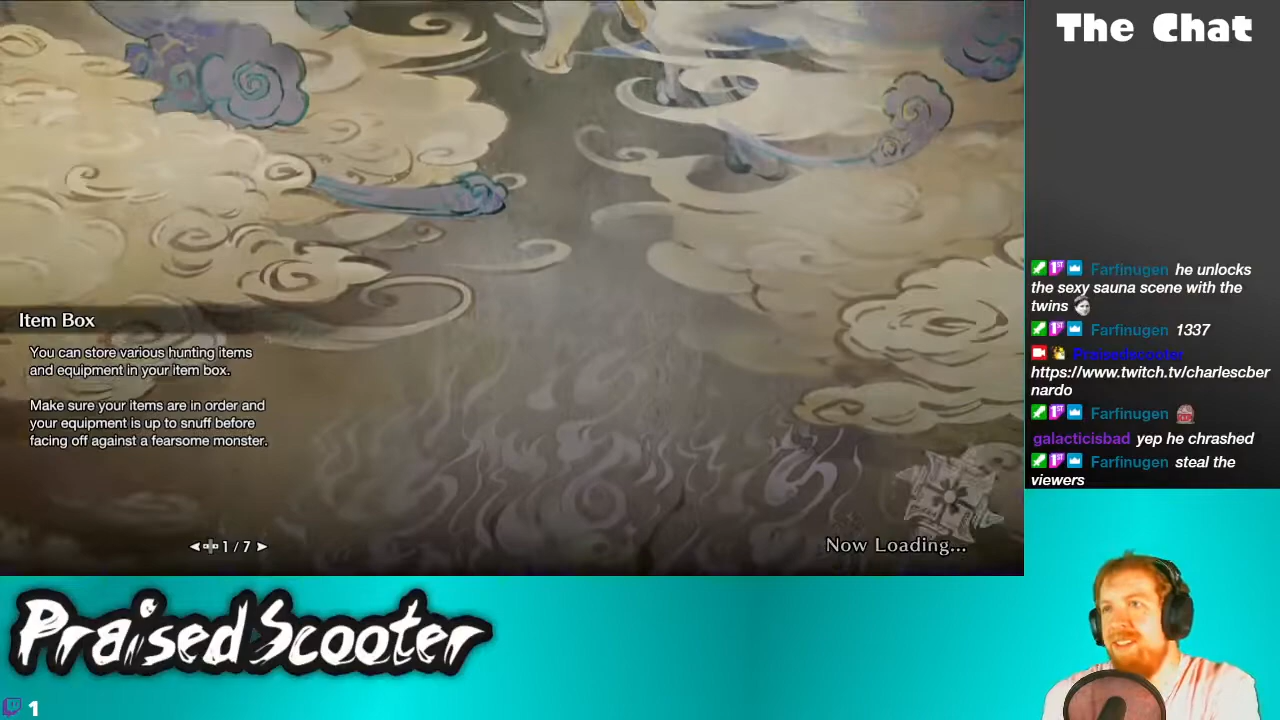 The Chat
Farfinugen he unlocks
the sexy sauna scene with the
twins
Farfinugen 1337
Praisedscooter
https://www.twitch.tv/charlescber
nardo
Farfinugen
galacticisbad yep he chrashed
Farfinugen steal the
viewers
Item Box
You can store various hunting items
and equipment in your item box.
Make sure your items are in order and
your equipment is up to snuff before
facing off against a fearsome monster.
1 / 7
Now Loading...
Praised Scooter
1